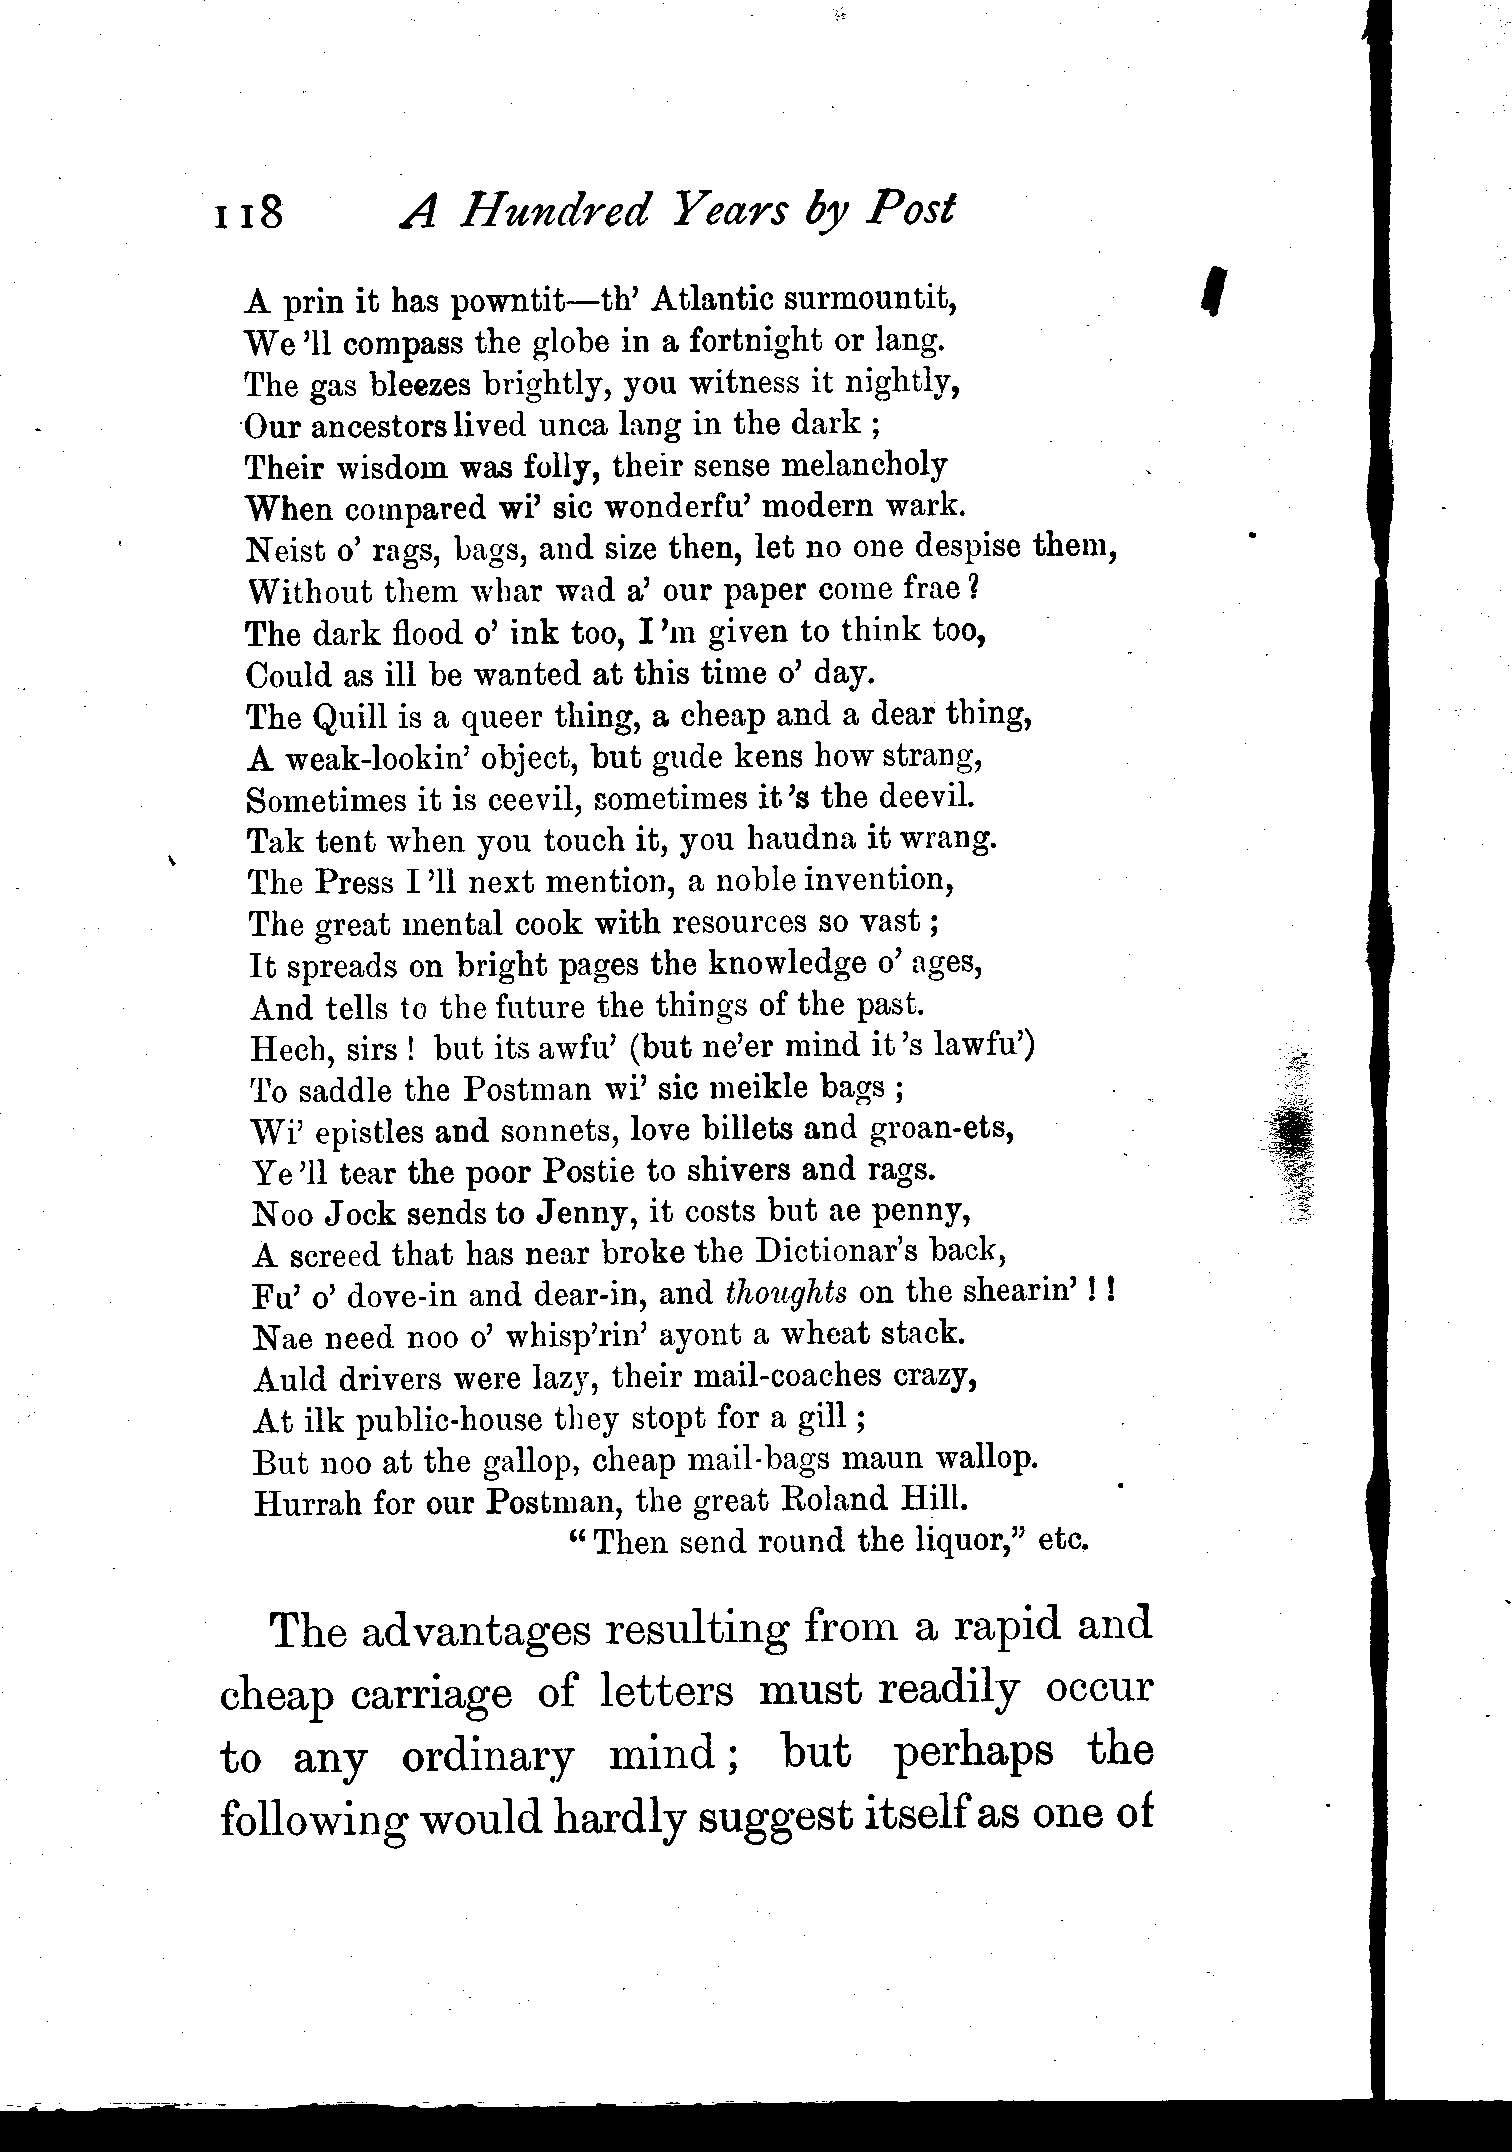 118 A Hundred Years by Post
A prin it has powntit—th' Atlantic surmountit,
We'll compass the globe in a fortnight or lang.
The gas bleezes brightly, you witness it nightly,
Our ancestors lived unca lang in the dark ;
Their wisdom was folly, their sense melancholy
When compared wi' sic wonderfu' modern wark.
Neist o' rags, bags, and size then, let no one despise them,
Without them whar wad a' our paper come frae ?
The dark flood o' ink too, I'm given to think too,
Could as ill be wanted at this time o' day.
The Quill is a queer thing, a cheap and a dear thing,
A weak-lookin' object, but gude kens how strang,
Sometimes it is ceevil, sometimes it's the deevil.
Tak tent when you touch it, you haudna it wrang.
The Press I'll next mention, a noble invention,
The great mental cook with resources so vast ;
It spreads on bright pages the knowledge o' ages,
And tells to the future the things of the past.
Hech, sirs ! but its awfu' (but ne'er mind it's lawfu')
To saddle the Postman wi' sic meikle bags ;
Wi' epistles and sonnets, love billets and groan-ets,
Ye'll tear the poor Postie to shivers and rags.
Noo Jock sends to Jenny, it costs but ae penny,
A screed that has near broke the Dictionar's back,
Fu' o' dove-in and dear-in, and thoughts on the shearin' ! !
Nae need noo o' whisp'rin' ayont a wheat stack.
Auld drivers were lazy, their mail-coaches crazy,
At ilk public-house they stopt for a gill ;
But noo at the gallop, cheap mail-bags maun wallop.
Hurrah for our Postman, the great Roland Hill.
"Then send round the liquor," etc.
The advantages resulting from a rapid and
cheap carriage of letters must readily occur
to any ordinary mind ; but perhaps the
following would hardly suggest itself as one of